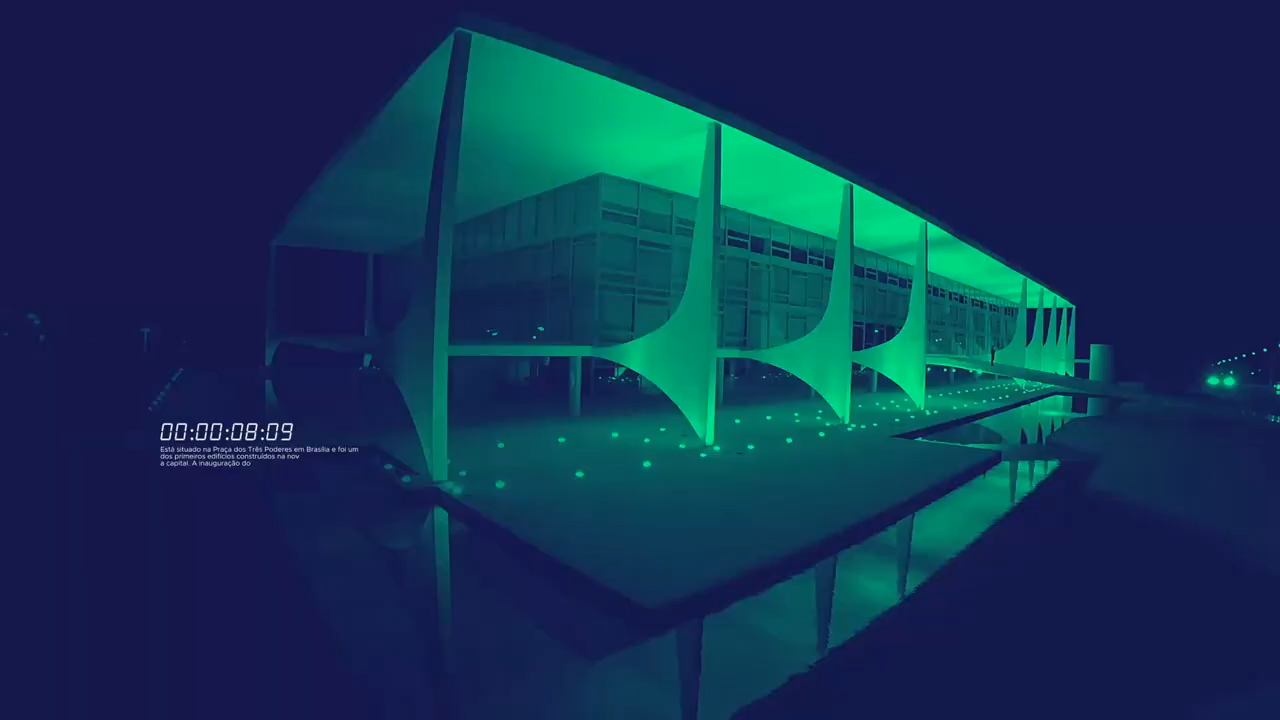 00:00:08:09
Está situado na Praça dos Três Poderes em Brasília e foi um
dos primeiros edifícios construídos na nov
a capital. A inauguração do